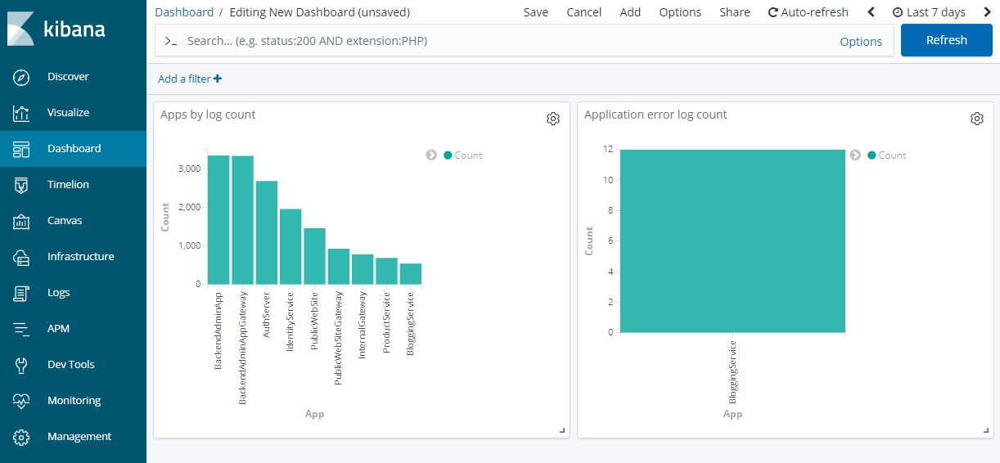 kibana
Discover
Visualize
Dashboard
Timelion
Canvas
Infrastructure
Logs
APM
Dev Tools
Monitoring
Management
Dashboard / Editing New Dashboard (unsaved)
Save Cancel Add Options Share Auto-refresh Last 7 days
>_ Search... (e.g. status:200 AND extension:PHP) Options Refresh
Add a filter +
Apps by log count
Count
3,000
2,000
1,000
0
Count
BackendAdminApp
BackendAdminAppGateway
AuthServer
IdentityService
PublicWebSite
PublicWebSiteGateway
InternalGateway
ProductService
BloggingService
App
Application error log count
Count
12
10
8
6
4
2
0
Count
BloggingService
App